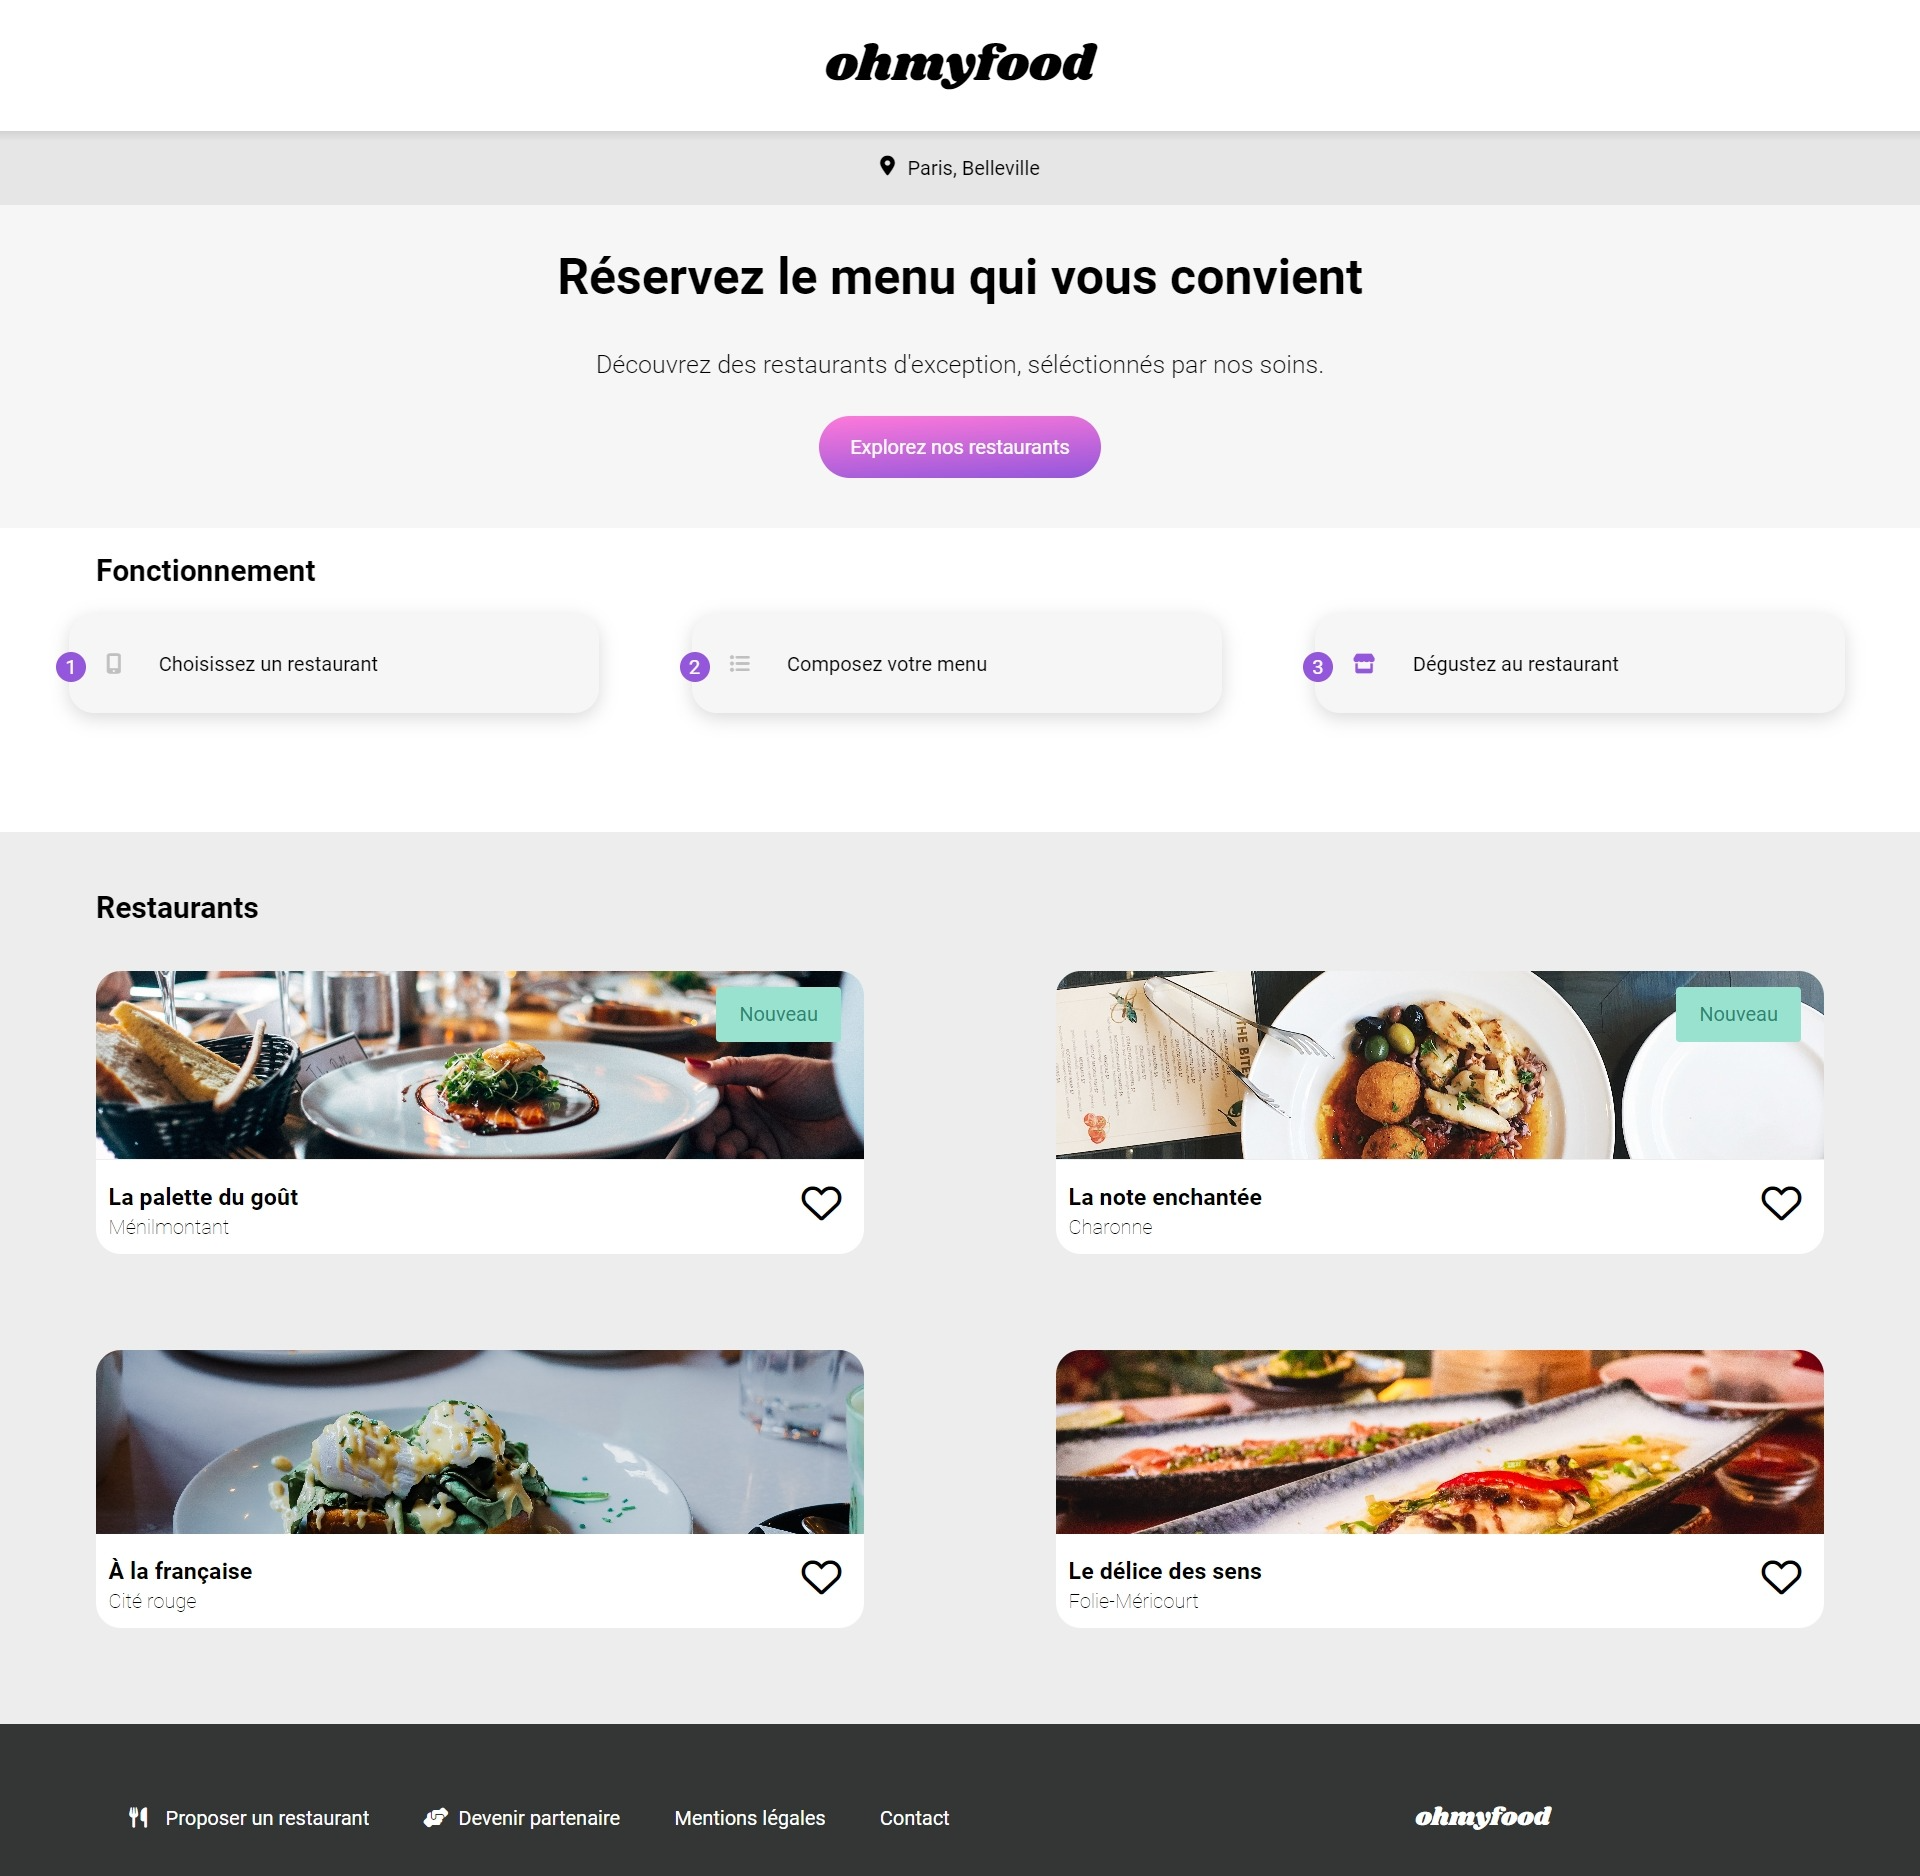 ohmyfood
Paris, Belleville
Réservez le menu qui vous convient
Découvrez des restaurants d'exception, séléctionnés par nos soins.
Explorez nos restaurants
Fonctionnement
1 Choisissez un restaurant
2 Composez votre menu
3 Dégustez au restaurant
Restaurants
Nouveau
THE BITE
La palette du goût
Ménilmontant
Nouveau
La note enchantée
Charonne
À la française
Cité rouge
Le délice des sens
Folie-Méricourt
Proposer un restaurant
Devenir partenaire
Mentions légales
Contact
ohmyfood